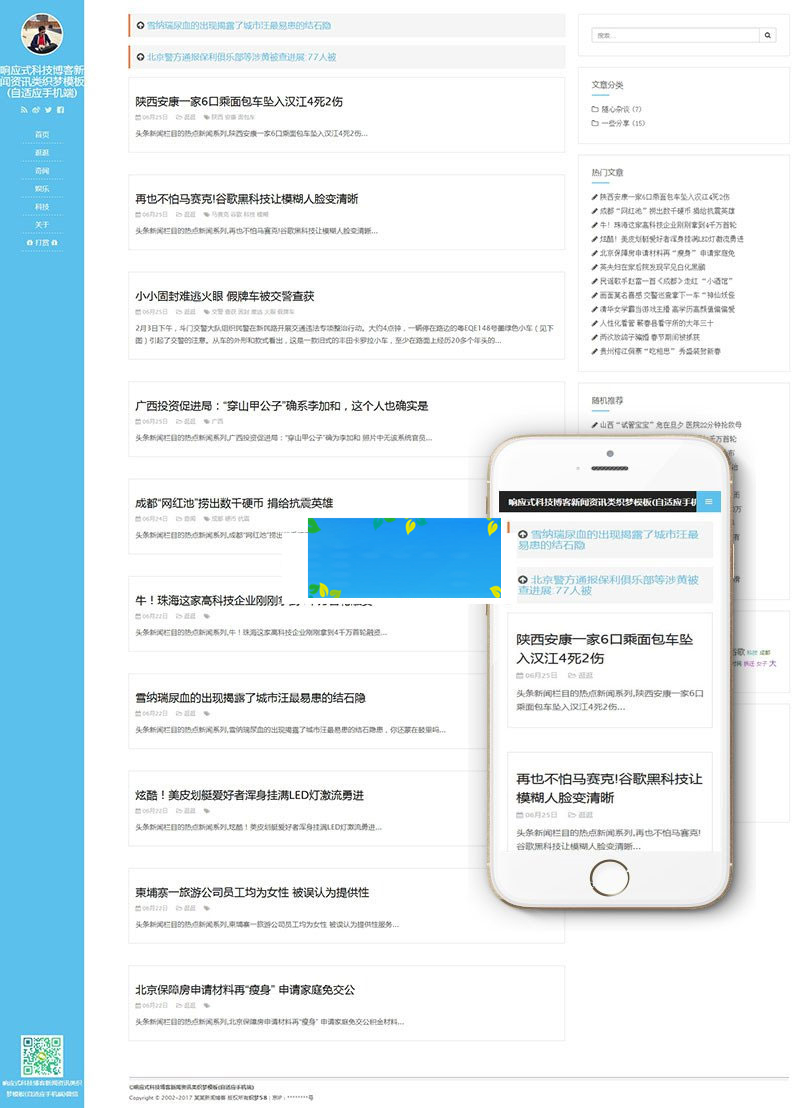 响应式科技博客新
闻资讯类织梦模板
(自适应手机端)
首页
逛逛
奇闻
娱乐
科技
关于
打赏
响应式科技博客新闻资讯类织
梦模板(自适应手机端)微信
雪纳瑞尿血的出现揭露了城市汪最易患的结石隐
北京警方通报保利俱乐部等涉黄被查进展:77人被
陕西安康一家6口乘面包车坠入汉江4死2伤
06月25日 逛逛 陕西 安康 面包车
头条新闻栏目的热点新闻系列,陕西安康一家6口乘面包车坠入汉江4死2伤...
再也不怕马赛克!谷歌黑科技让模糊人脸变清晰
06月25日 逛逛 马赛克 谷歌 科技 模糊
头条新闻栏目的热点新闻系列,再也不怕马赛克!谷歌黑科技让模糊人脸变清晰...
小小固封难逃火眼 假牌车被交警查获
06月25日 逛逛 交警 查获 固封 难逃 火眼 假牌车
2月3日下午，斗门交警大队组织民警在新风路开展交通违法专项整治行动。大约4点钟，一辆停在路边的粤EQE148号墨绿色小车（见下
图）引起了交警的注意。从车的外形和款式看出，这是一款旧式的丰田卡罗拉小车，至少在路面上经历20多个年头的...
广西投资促进局：“穿山甲公子”确系李加和，这个人也确实是
06月25日 逛逛 广西
头条新闻栏目的热点新闻系列,广西投资促进局：“穿山甲公子”确为李加和 照片中无该系统官员...
成都“网红池”捞出数千硬币 捐给抗震英雄
06月24日 逛逛 成都 硬币 抗震
头条新闻栏目的热点新闻系列,成都“网红池”捞出
牛！珠海这家高科技企业刚刚
06月22日 逛逛
头条新闻栏目的热点新闻系列,牛！珠海这家高科技企业刚刚拿到4千万首轮融资...
雪纳瑞尿血的出现揭露了城市汪最易患的结石隐
06月22日 逛逛
头条新闻栏目的热点新闻系列,雪纳瑞尿血的出现揭露了城市汪最易患的结石隐患，你还蒙在鼓里吗...
炫酷！美皮划艇爱好者浑身挂满LED灯激流勇进
06月22日 逛逛
头条新闻栏目的热点新闻系列,炫酷！美皮划艇爱好者浑身挂满LED灯激流勇进...
柬埔寨一旅游公司员工均为女性 被误认为提供性
06月22日 逛逛
头条新闻栏目的热点新闻系列,柬埔寨一旅游公司员工均为女性 被误认为提供性服务...
北京保障房申请材料再“瘦身” 申请家庭免交公
06月22日 逛逛
头条新闻栏目的热点新闻系列,北京保障房申请材料再“瘦身” 申请家庭免交公积金材料...
©响应式科技博客新闻资讯类织梦模板(自适应手机端)
Copyright © 2002-2017 某某新闻编客 版权所有织梦58 | 京ICP：********号
搜索...
文章分类
随心杂谈 (7)
一些分享 (15)
热门文章
陕西安康一家6口乘面包车坠入汉江4死2伤
成都“网红池”捞出数千硬币 捐给抗震英雄
牛！珠海这家高科技企业刚刚拿到4千万首轮
炫酷！美皮划艇爱好者浑身挂满LED灯激流勇进
北京保障房申请材料再“瘦身” 申请家庭免
英夫妇在家后院发现罕见白化黑鹂
民谣歌手赵雷一首《成都》走红 “小酒馆”
画面莫名喜感 交警巡查拿下一车“神仙妖怪
清华女学霸当游戏主播 高学历高颜值偏偏爱
人性化看管 蕲春县看守所的大年三十
两次放鸽子骗婚 春节期间被抓获
贵州榕江侗寨“吃相思” 秀盛装贺新春
随机推荐
山西“试管宝宝”危在旦夕 医院22分钟抢救母
响应式科技博客新闻资讯类织梦模板(自适应手机
雪纳瑞尿血的出现揭露了城市汪最
易患的结石隐
北京警方通报保利俱乐部等涉黄被
查进展:77人被
陕西安康一家6口乘面包车坠
入汉江4死2伤
06月25日 逛逛
头条新闻栏目的热点新闻系列,陕西安康一家6口
乘面包车坠入汉江4死2伤...
再也不怕马赛克!谷歌黑科技让
模糊人脸变清晰
06月25日 逛逛
头条新闻栏目的热点新闻系列,再也不怕马赛克!
谷歌黑科技让模糊人脸变清晰...